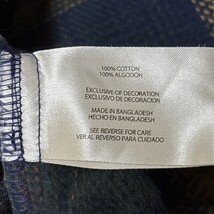 100% COTTON
100% ALGODON
EXCLUSIVE OF DECORATION
EXCLUSIVO DE DECORACION
MADE IN BANGLADESH
HECHO EN BANGLADESH
SEE REVERSE FOR CARE
VER AL REVERSO PARA CUIDADO